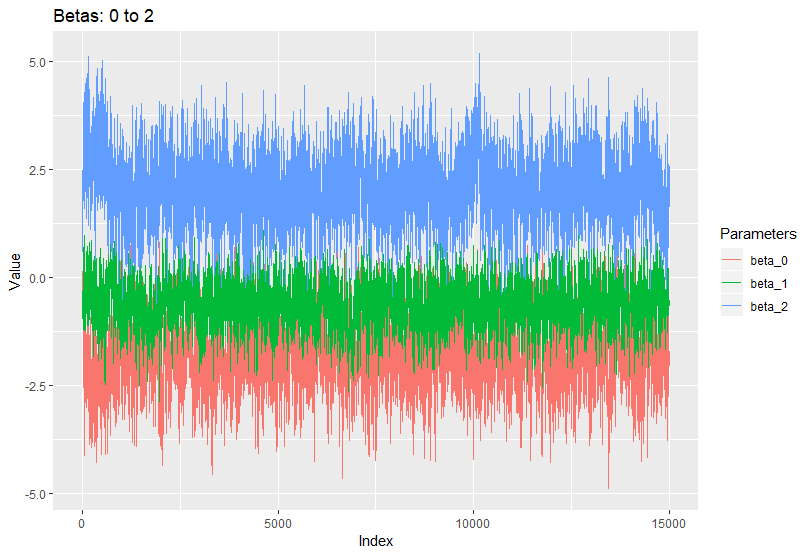 Betas: 0 to 2
5.0
2.5
0.0
-2.5
-5.0
Value
0
5000
10000
15000
Index
Parameters
beta_0
beta_1
beta_2